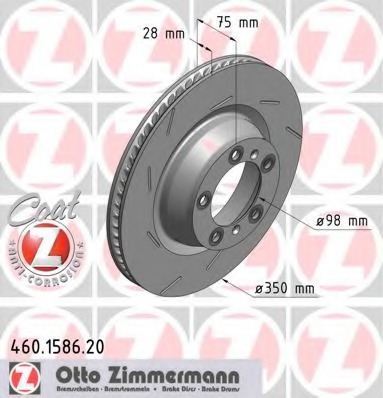 75 mm
28 mm
Coat
Z
ANTI-CORROSION
ø98 mm
ø350 mm
460.1586.20
Z
Otto Zimmermann
Bremsscheiben • Bremstrommeln • Brake Discs • Brake Drums